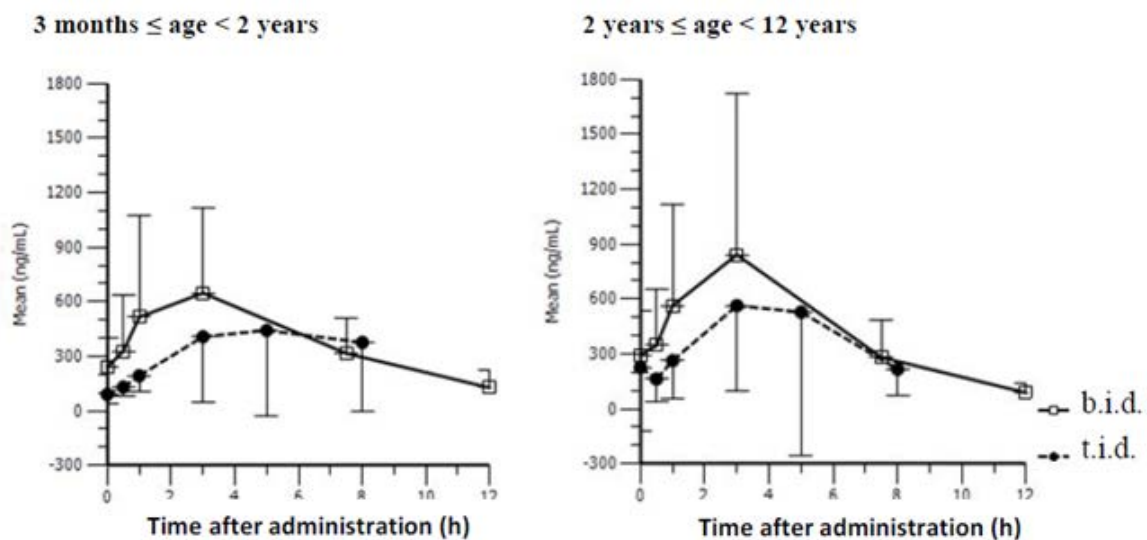 3 months ≤ age < 2 years
2 years ≤ age < 12 years
1800
1500
1200
900
600
300
0
-300
Mean (ng/mL)
0 2 4 6 8 10 12
Time after administration (h)
1800
1500
1200
900
600
300
0
-300
Mean (ng/mL)
0 2 4 6 8 10 12
Time after administration (h)
b.i.d.
t.i.d.